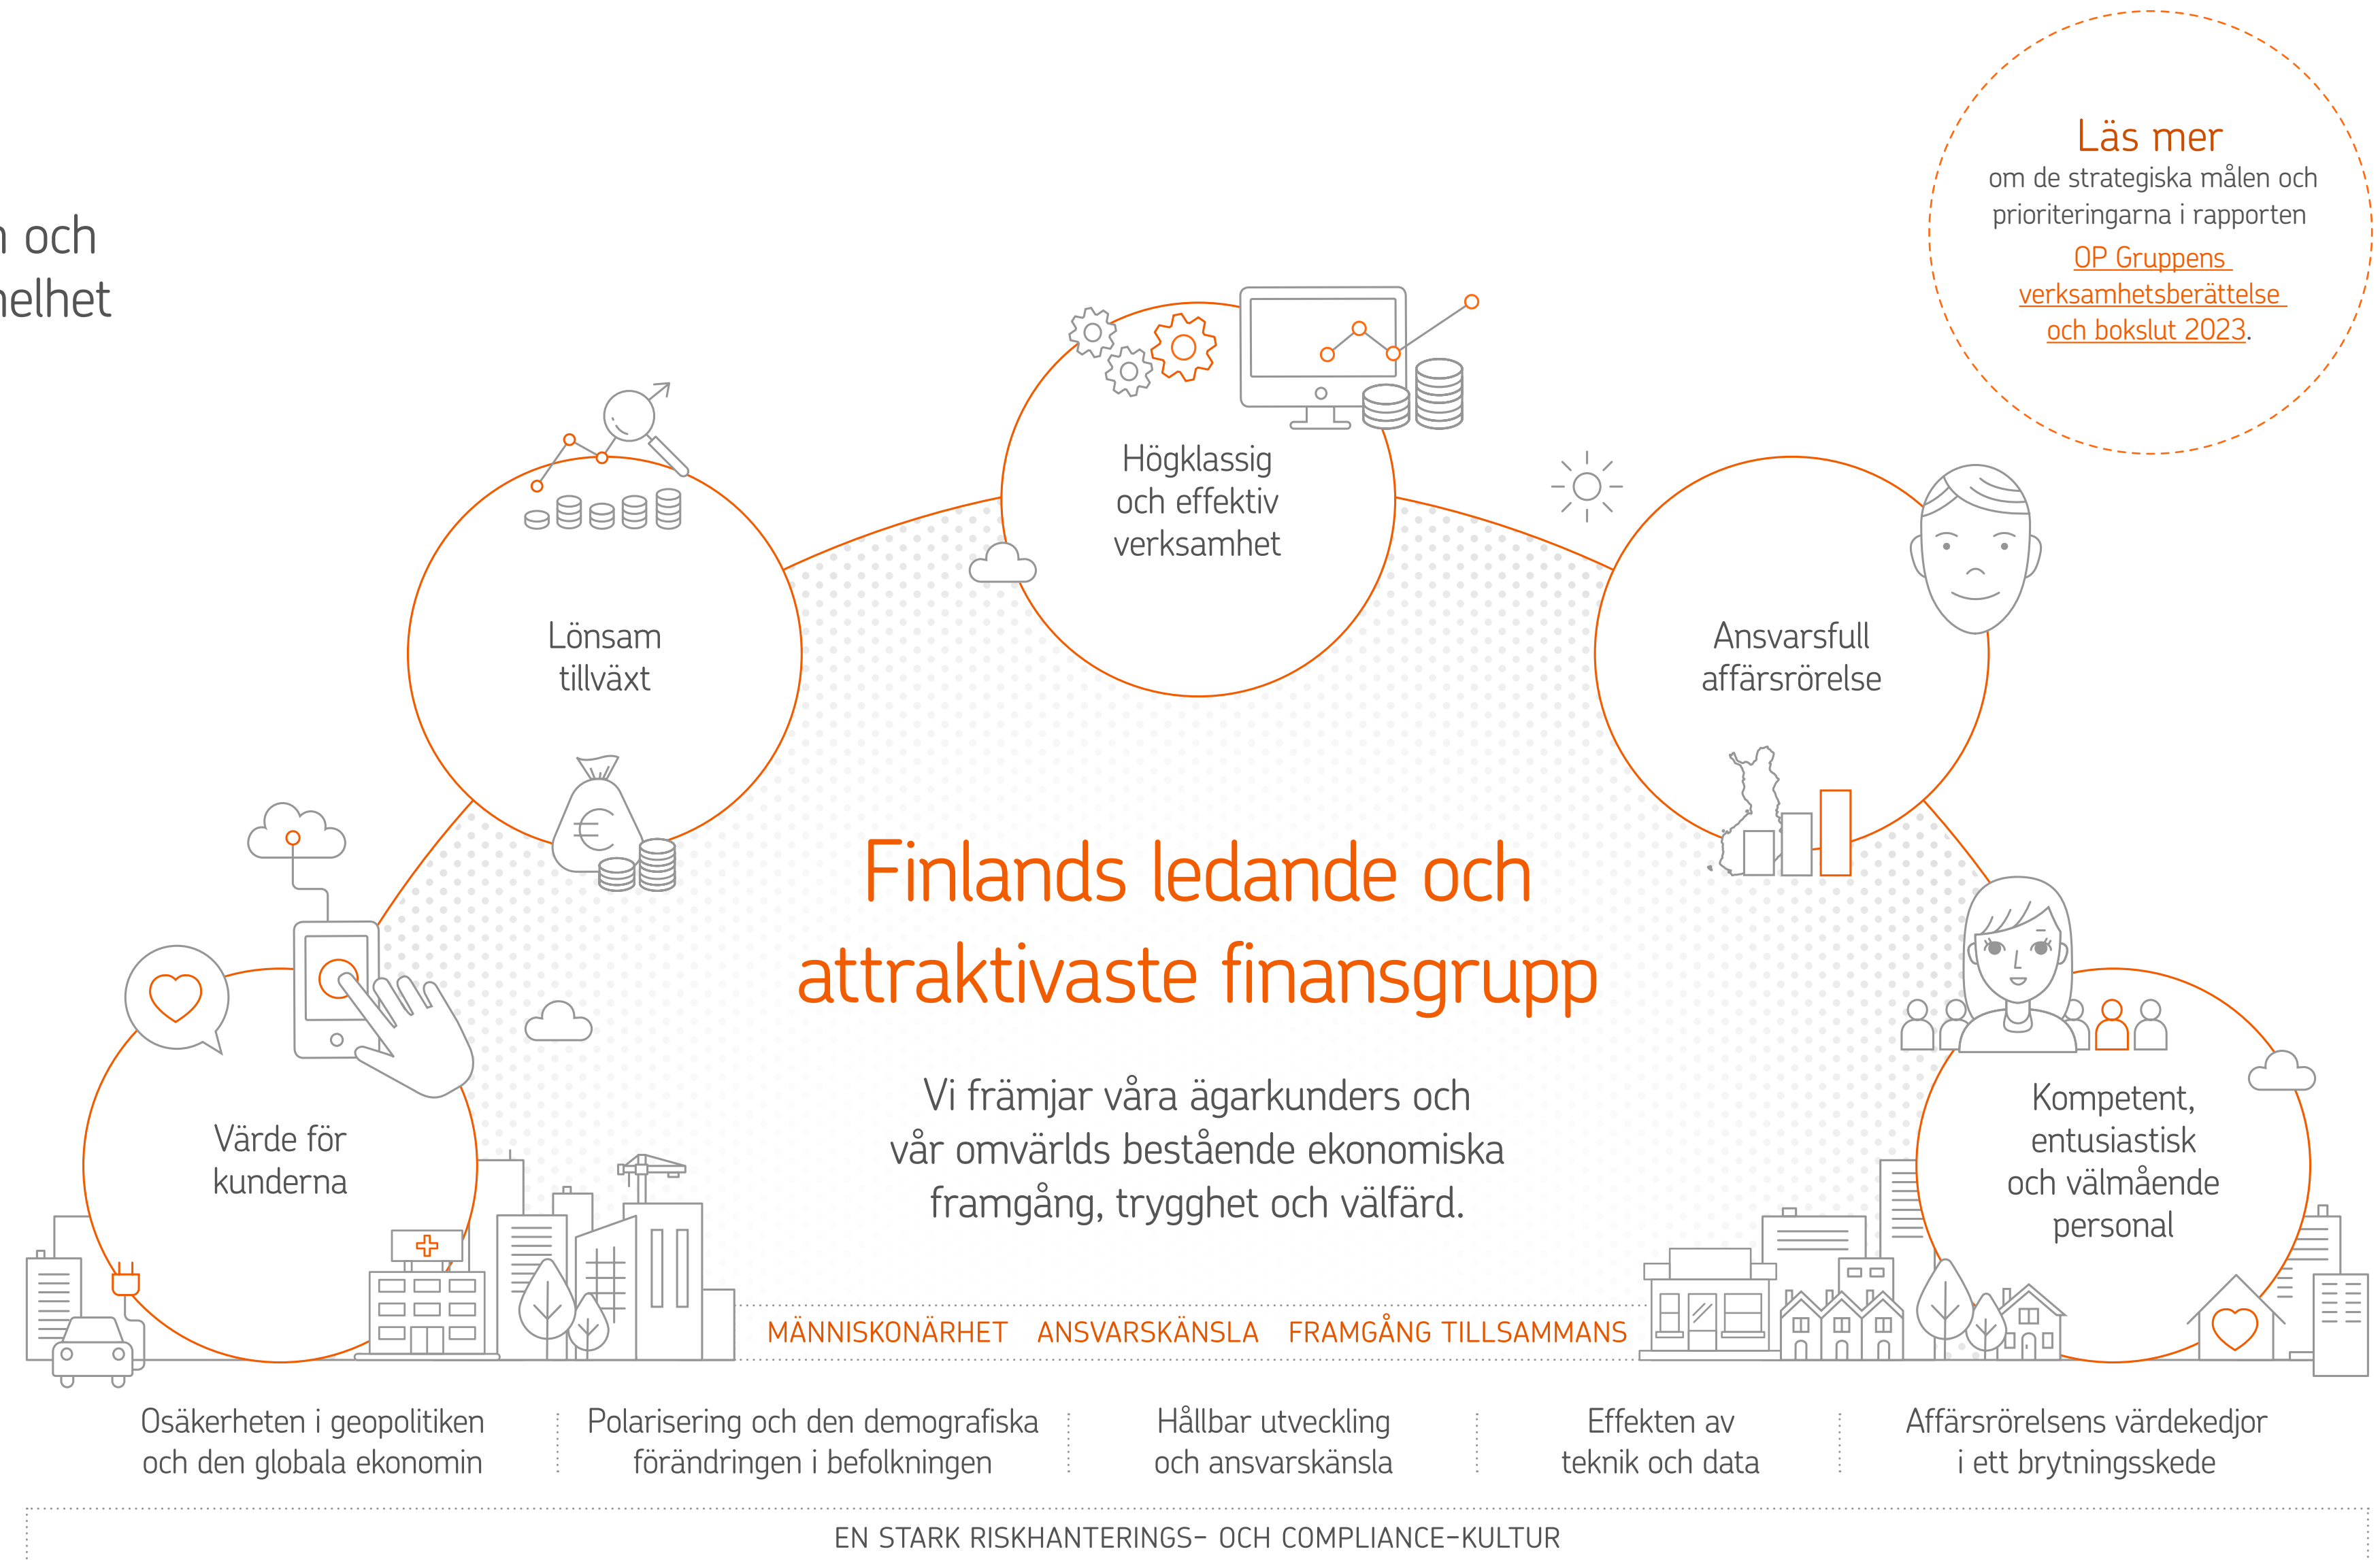 och
Läs mer
om de strategiska målen och
prioriteringarna i rapporten
OP Gruppens
verksamhetsberättelse
och bokslut 2023.
Högklassig
och effektiv
verksamhet
Lönsam
tillväxt
Ansvarsfull
affärsrörelse
Värde för
kunderna
Kompetent,
entusiastisk
och välmående
personal
Finlands ledande och
attraktivaste finansgrupp
Vi främjar våra ägarkunders och
vår omvärlds bestående ekonomiska
framgång, trygghet och välfärd.
MÄNNISKONÄRHET ANSVARSKÄNSLA FRAMGÅNG TILLSAMMANS
Osäkerheten i geopolitiken
och den globala ekonomin
Polarisering och den demografiska
förändringen i befolkningen
Hållbar utveckling
och ansvarskänsla
Effekten av
teknik och data
Affärsrörelsens värdekedjor
i ett brytningsskede
EN STARK RISKHANTERINGS- OCH COMPLIANCE-KULTUR